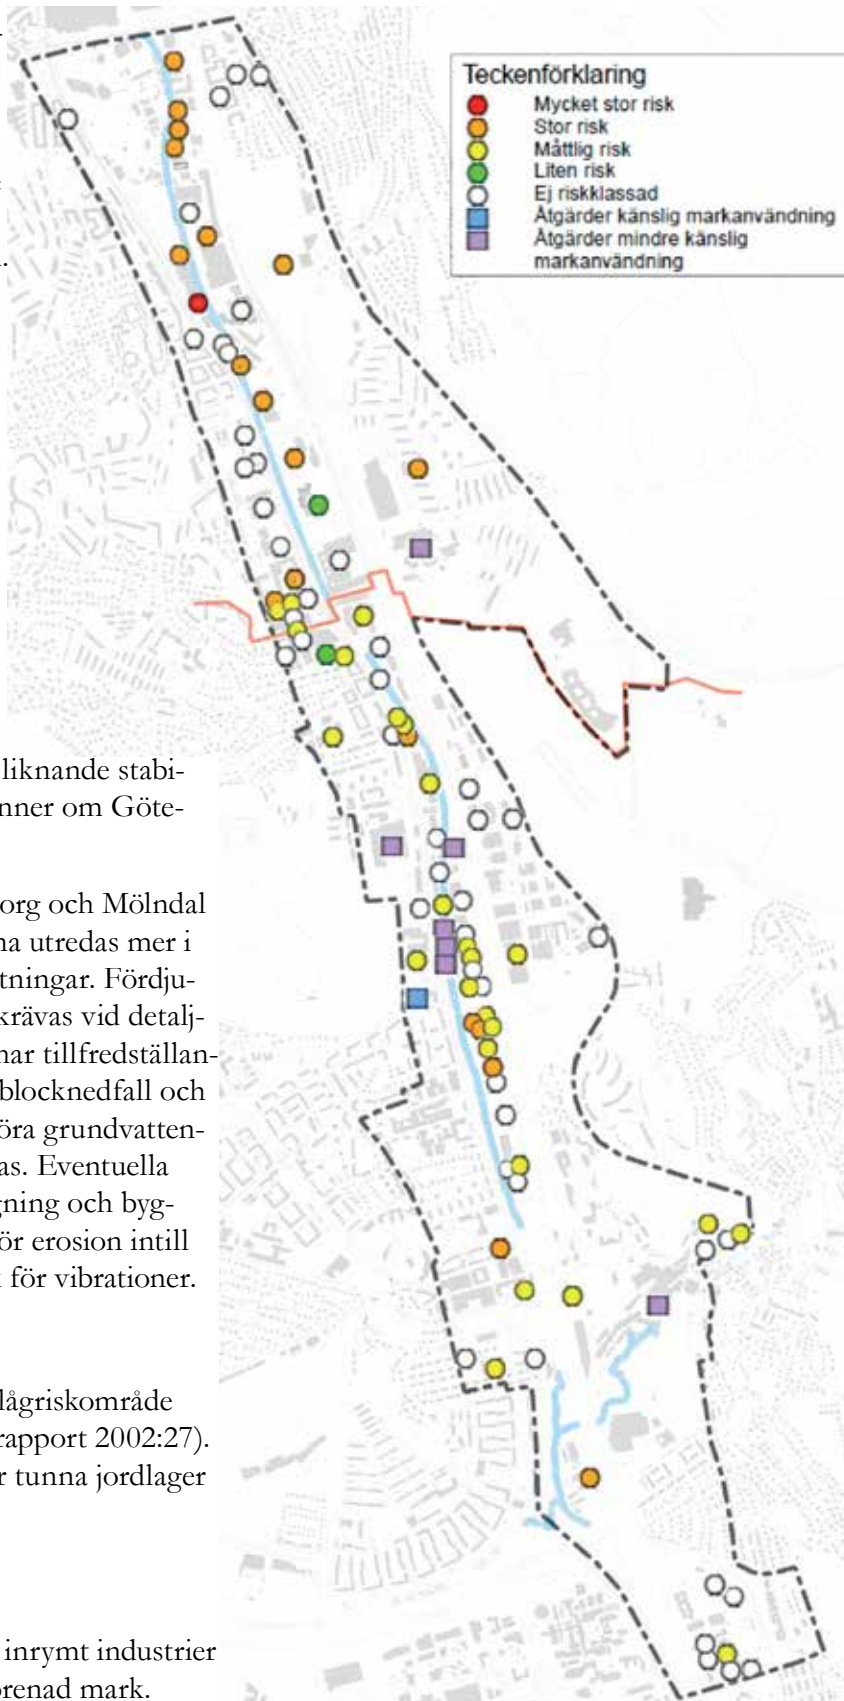 Teckenförklaring
Mycket stor risk
Stor risk
Måttlig risk
Liten risk
Ej riskklassad
Åtgärder känslig markanvändning
Åtgärder mindre känslig
markanvändning
liknande stabi-
nner om Göte-
org och Mölndal
na utredas mer i
tningar. Fördju-
krävas vid detalj-
nar tillfredställan-
blocknedfall och
öra grundvatten-
as. Eventuella
gning och byg-
ör erosion intill
för vibrationer.
lågriskområde
rapport 2002:27).
r tunna jordlager
inrymt industrier
orenad mark.